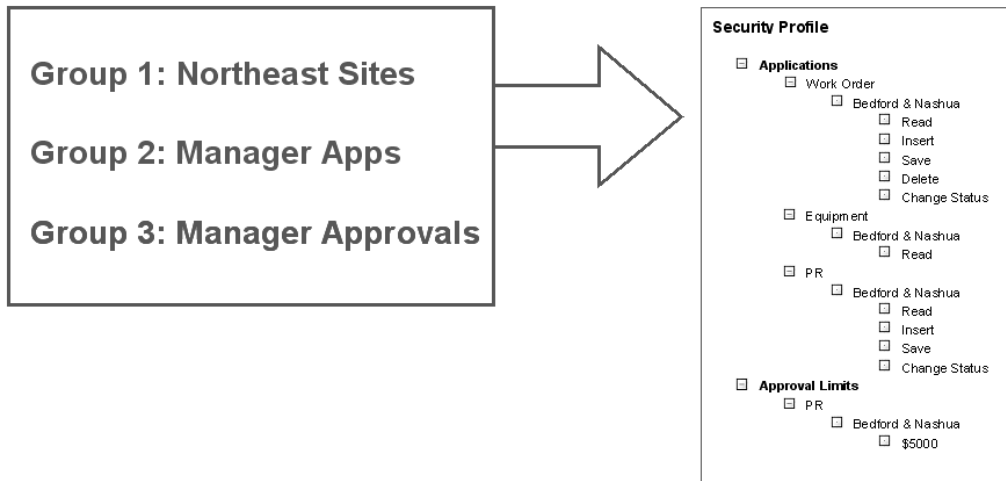 Group 1: Northeast Sites
Group 2: Manager Apps
Group 3: Manager Approvals
Security Profile
Applications
Work Order
Bedford & Nashua
Read
Insert
Save
Delete
Change Status
Equipment
Bedford & Nashua
Read
PR
Bedford & Nashua
Read
Insert
Save
Change Status
Approval Limits
PR
Bedford & Nashua
$5000